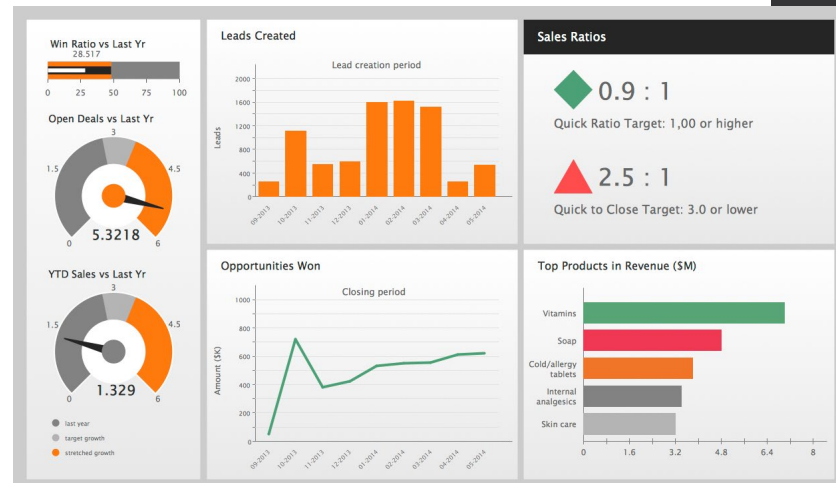 Win Ratio vs Last Yr
28.517
0 25 50 75 100
Open Deals vs Last Yr
3
1.5 4.5
0 6
5.3218
YTD Sales vs Last Yr
3
1.5 4.5
0 6
1.329
last year
target growth
stretched growth
Leads Created
Lead creation period
Leads
2000
1600
1200
800
400
0
09-2013 10-2013 11-2013 12-2013 01-2014 02-2014 03-2014 04-2014 05-2014
Opportunities Won
Closing period
Amount ($K)
1000
800
600
400
200
0
09-2013 10-2013 11-2013 12-2013 01-2014 02-2014 03-2014 04-2014 05-2014
Sales Ratios
0.9 : 1
Quick Ratio Target: 1,00 or higher
2.5 : 1
Quick to Close Target: 3.0 or lower
Top Products in Revenue ($M)
Vitamins
Soap
Cold/allergy
tablets
Internal
analgesics
Skin care
0 1.6 3.2 4.8 6.4 8